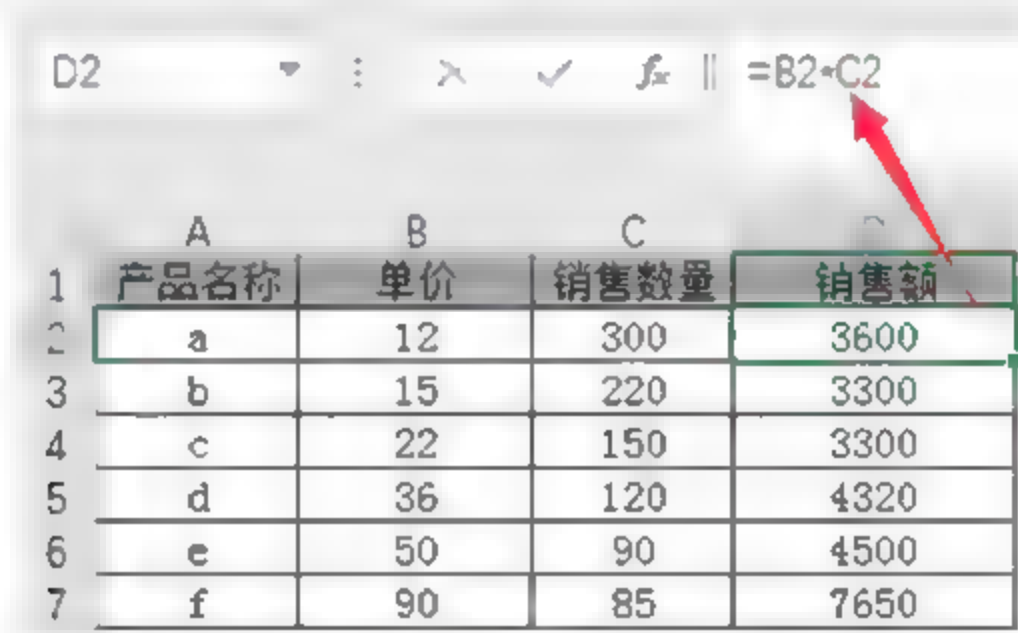 D2 fx =B2*C2
A B C D
1 产品名称 单价 销售数量 销售额
2 a 12 300 3600
3 b 15 220 3300
4 c 22 150 3300
5 d 36 120 4320
6 e 50 90 4500
7 f 90 85 7650